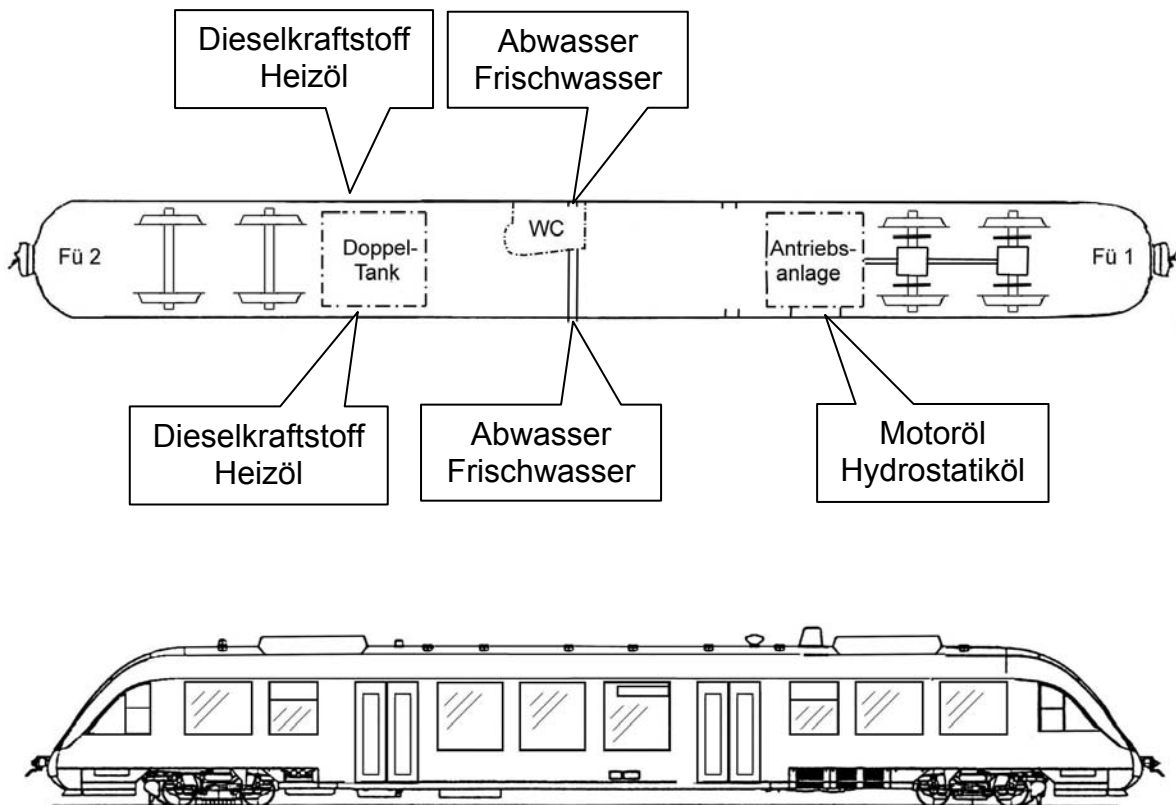 Dieselkraftstoff
Heizöl
Abwasser
Frischwasser
Fü 2
Doppel-
Tank
WC
Antriebs-
anlage
Fü 1
Dieselkraftstoff
Heizöl
Abwasser
Frischwasser
Motoröl
Hydrostatiköl